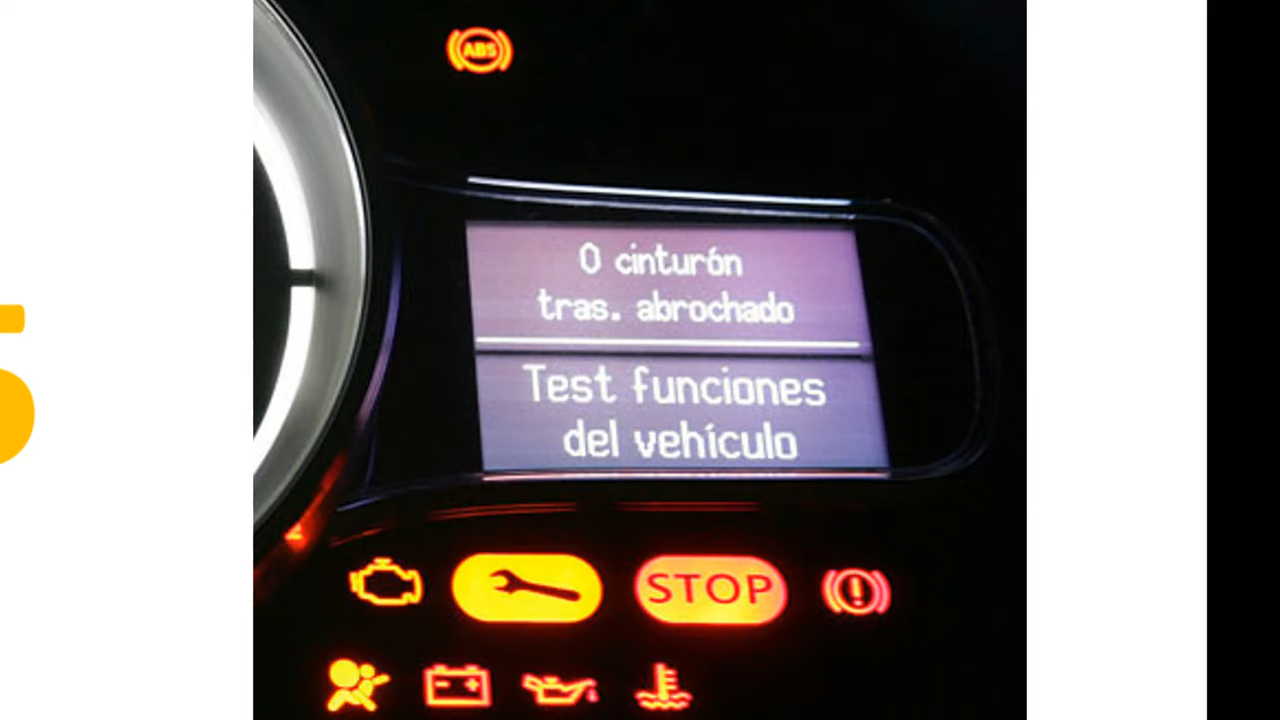 ABS
0 cinturón
tras. abrochado
Test funciones
del vehículo
STOP